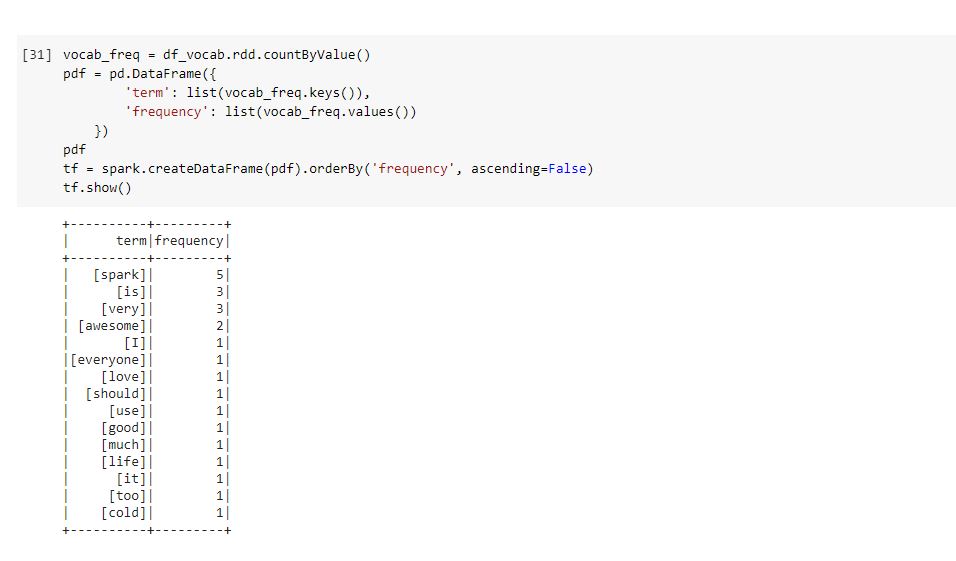 [31] vocab_freq = df_vocab.rdd.countByValue()
pdf = pd.DataFrame({
        'term': list(vocab_freq.keys()),
        'frequency': list(vocab_freq.values())
    })
pdf
tf = spark.createDataFrame(pdf).orderBy('frequency', ascending=False)
tf.show()
+----------+---------+
|      term|frequency|
+----------+---------+
|   [spark]|        5|
|      [is]|        3|
|    [very]|        3|
| [awesome]|        2|
|       [I]|        1|
|[everyone]|        1|
|    [love]|        1|
|  [should]|        1|
|     [use]|        1|
|    [good]|        1|
|    [much]|        1|
|    [life]|        1|
|      [it]|        1|
|     [too]|        1|
|    [cold]|        1|
+----------+---------+